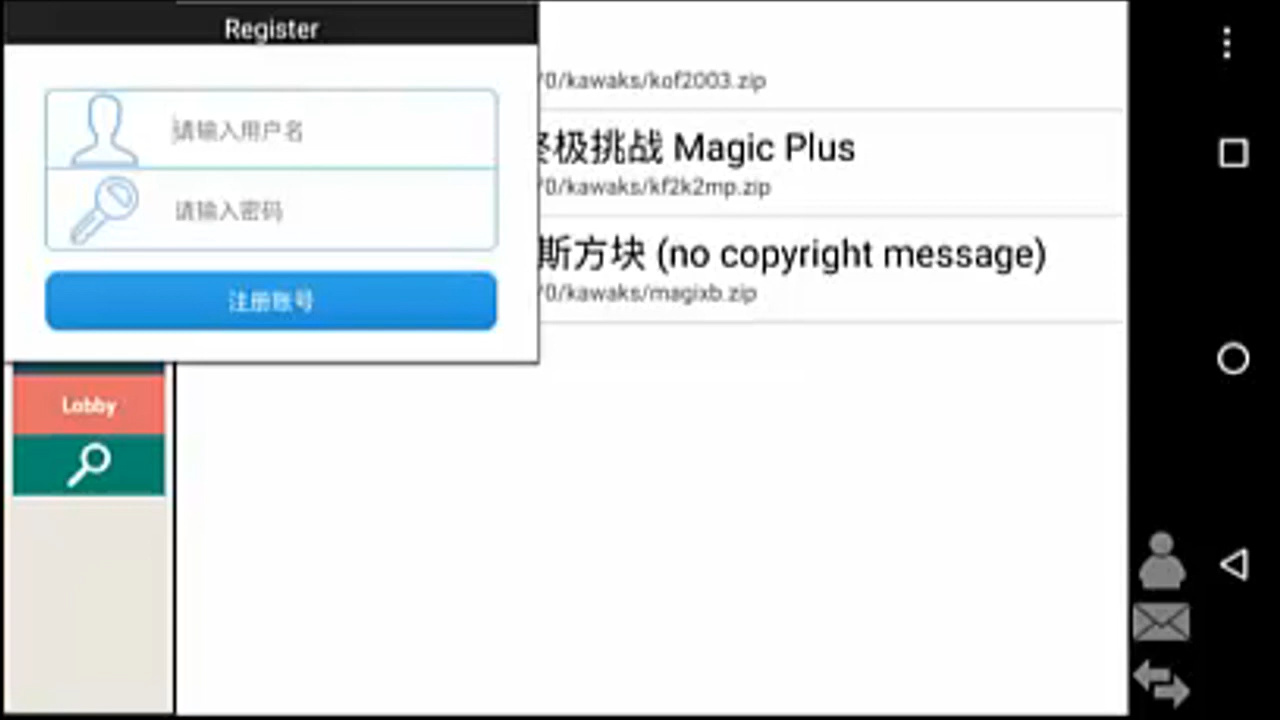 Register
请输入用户名
请输入密码
注册账号
/0/kawaks/kof2003.zip
终极挑战 Magic Plus
/0/kawaks/kf2k2mp.zip
斯方块 (no copyright message)
/0/kawaks/magixb.zip
Lobby